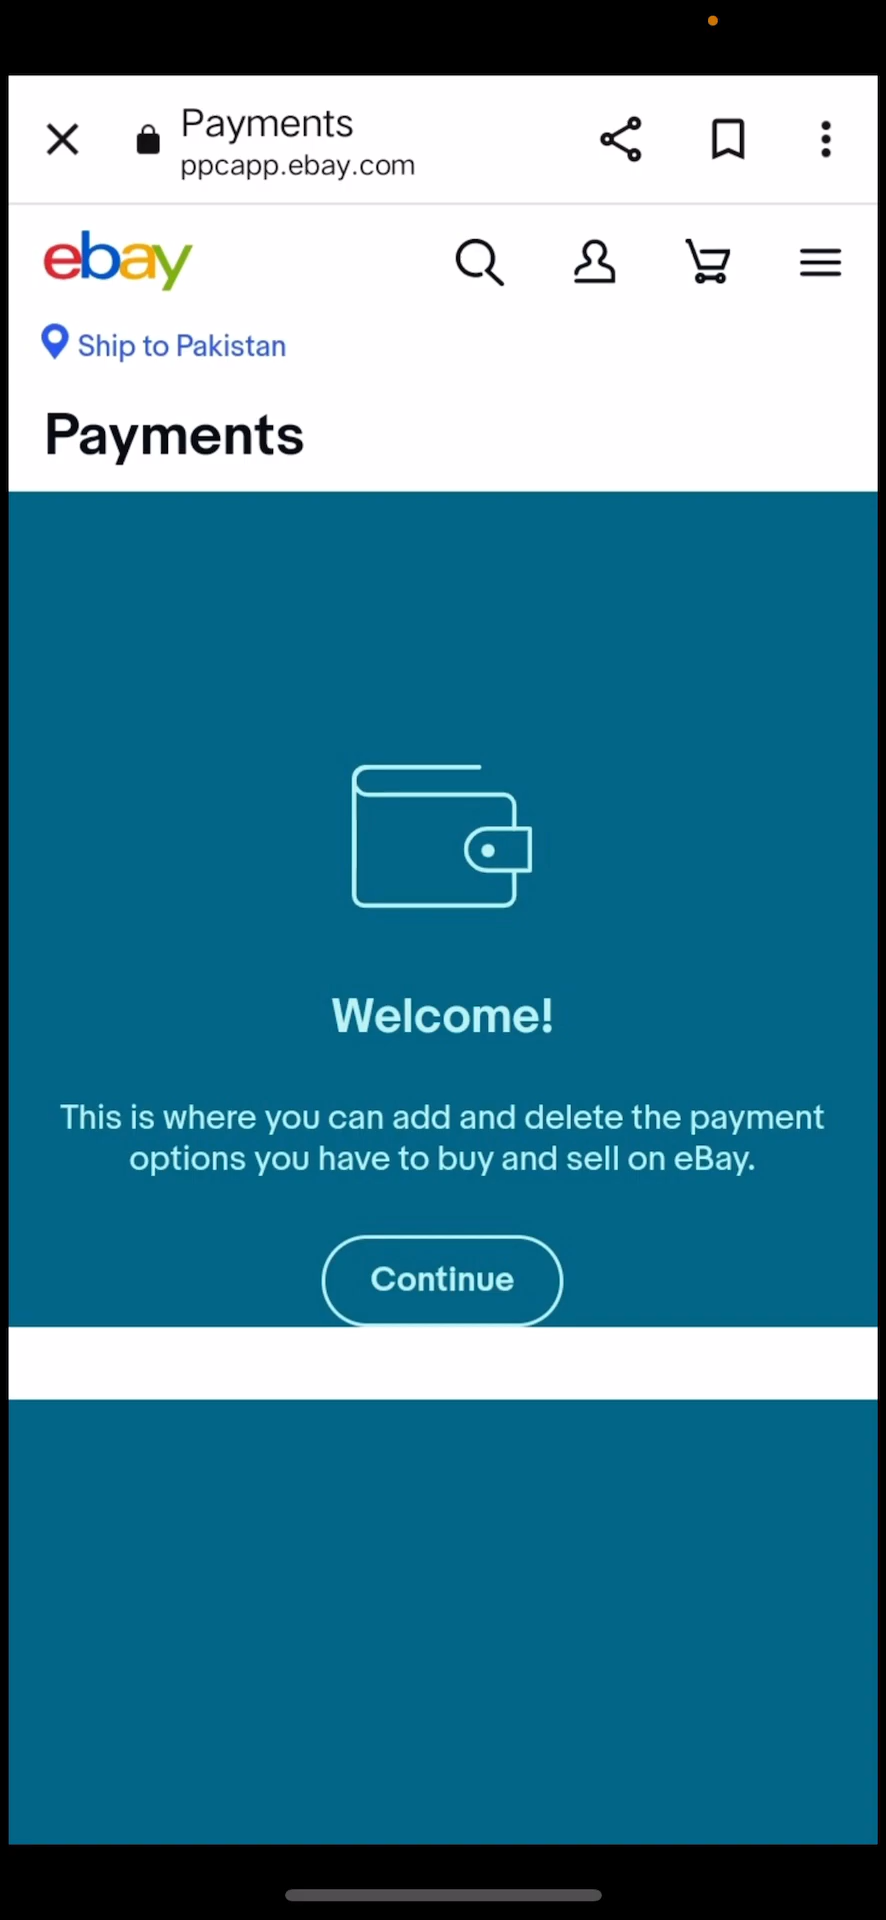 Payments
ppcapp.ebay.com
ebay
Ship to Pakistan
Payments
Welcome!
This is where you can add and delete the payment
options you have to buy and sell on eBay.
Continue